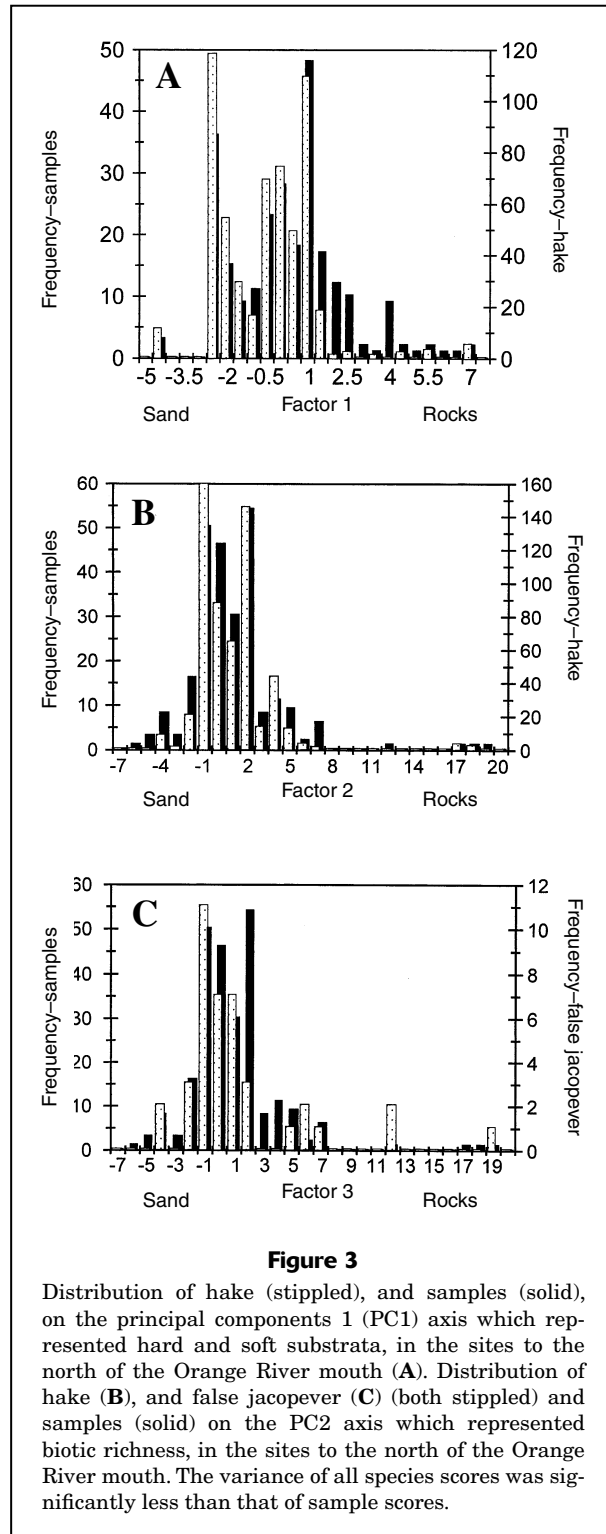 A
50
40
30
20
10
0
120
100
80
60
40
20
0
Frequency–samples
Frequency–hake
-5 -3.5 -2 -0.5 1 2.5 4 5.5 7
Sand Factor 1 Rocks
B
60
50
40
30
20
10
0
160
140
120
100
80
60
40
20
0
Frequency–samples
Frequency–hake
-7 -4 -1 2 5 8 11 14 17 20
Sand Factor 2 Rocks
C
60
50
40
30
20
10
0
12
10
8
6
4
2
0
Frequency–samples
Frequency–false jacopever
-7 -5 -3 -1 1 3 5 7 9 11 13 15 17 19
Sand Factor 3 Rocks
Figure 3
Distribution of hake (stippled), and samples (solid),
on the principal components 1 (PC1) axis which rep-
resented hard and soft substrata, in the sites to the
north of the Orange River mouth (A). Distribution of
hake (B), and false jacopever (C) (both stippled) and
samples (solid) on the PC2 axis which represented
biotic richness, in the sites to the north of the Orange
River mouth. The variance of all species scores was sig-
nificantly less than that of sample scores.